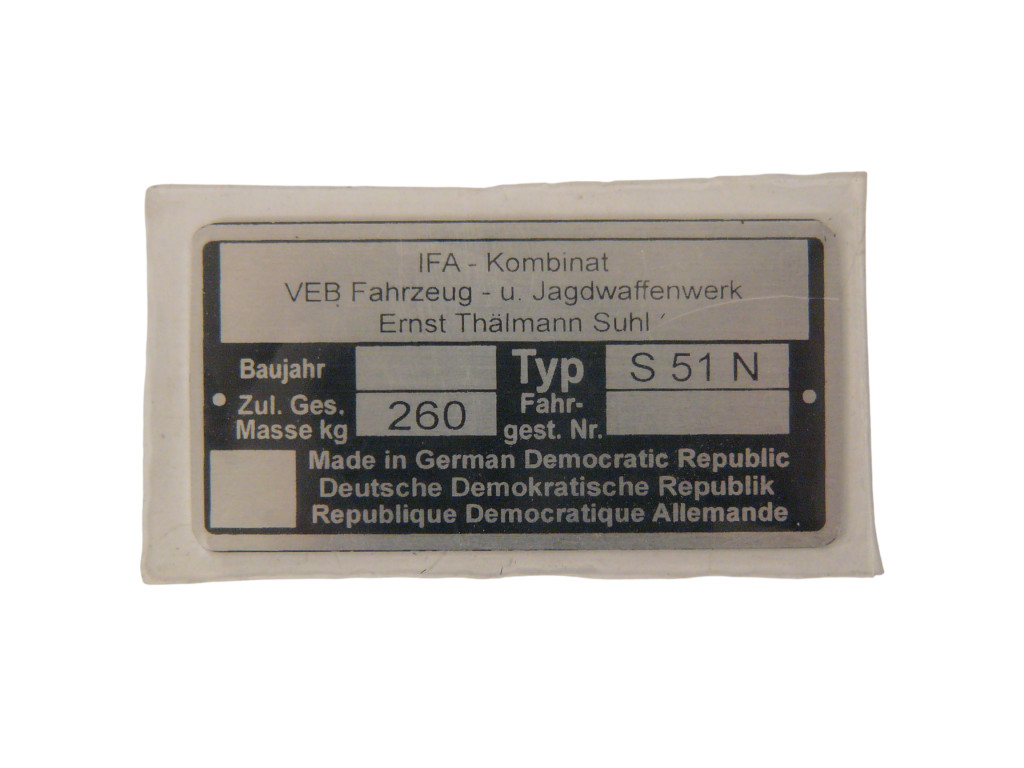 IFA - Kombinat
VEB Fahrzeug - u. Jagdwaffenwerk
Ernst Thälmann Suhl
Baujahr Typ S 51 N
Zul. Ges. Masse kg 260 Fahr-gest. Nr.
Made in German Democratic Republic
Deutsche Demokratische Republik
Republique Democratique Allemande